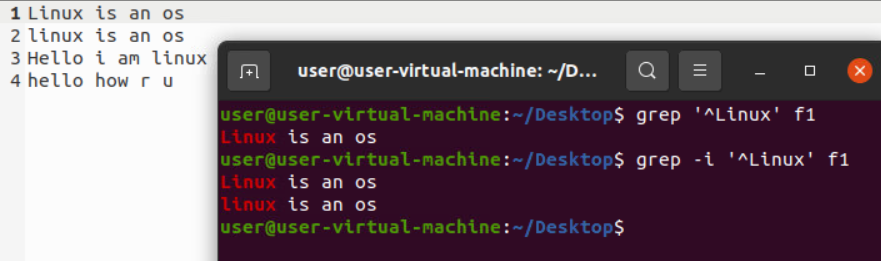 1 Linux is an os
2 linux is an os
3 Hello i am linux
4 hello how r u
user@user-virtual-machine: ~/D...
user@user-virtual-machine:~/Desktop$ grep '^Linux' f1
Linux is an os
user@user-virtual-machine:~/Desktop$ grep -i '^Linux' f1
Linux is an os
linux is an os
user@user-virtual-machine:~/Desktop$